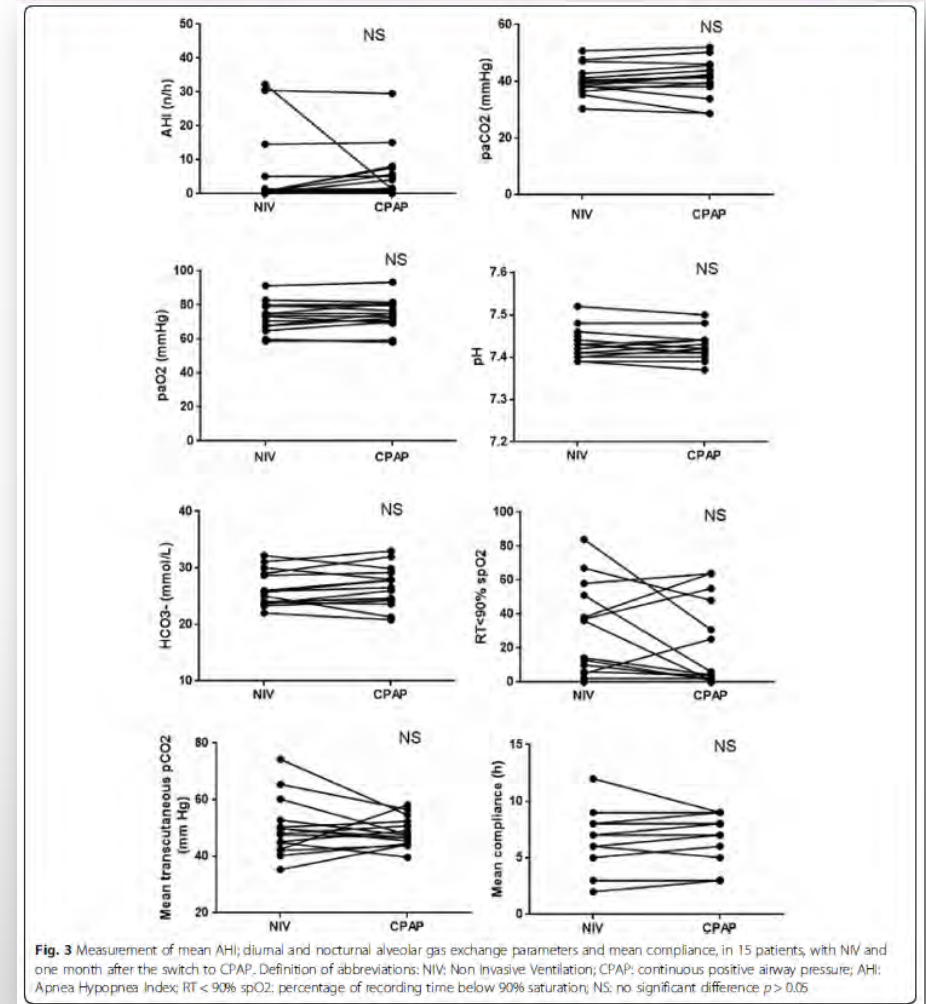 50
40
30
20
10
0
AHI (n/h)
NS
NIV
CPAP
60
40
20
0
paCO2 (mmHg)
NS
NIV
CPAP
100
80
60
40
20
0
paO2 (mmHg)
NS
NIV
CPAP
7.6
7.5
7.4
7.3
7.2
pH
NS
NIV
CPAP
40
30
20
10
HCO3- (mmol/L)
NS
NIV
CPAP
100
80
60
40
20
0
RT<90% spO2
NS
NIV
CPAP
80
60
40
20
Mean transcutaneous pCO2
(mm Hg)
NS
NIV
CPAP
15
10
5
0
Mean compliance (h)
NS
NIV
CPAP
Fig. 3 Measurement of mean AHI; diurnal and nocturnal alveolar gas exchange parameters and mean compliance, in 15 patients, with NIV and
one month after the switch to CPAP. Definition of abbreviations: NIV: Non Invasive Ventilation; CPAP: continuous positive airway pressure; AHI:
Apnea Hypopnea Index; RT < 90% spO2: percentage of recording time below 90% saturation; NS: no significant difference p > 0.05